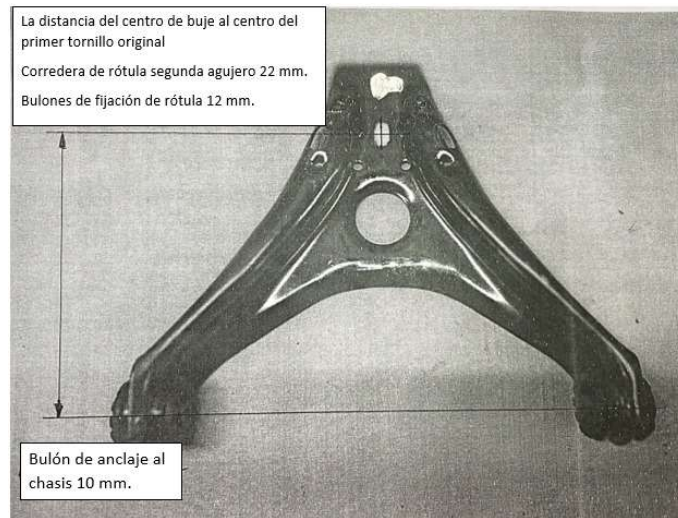 La distancia del centro de buje al centro del
primer tornillo original
Corredera de rótula segunda agujero 22 mm.
Bulones de fijación de rótula 12 mm.
Bulón de anclaje al
chasis 10 mm.